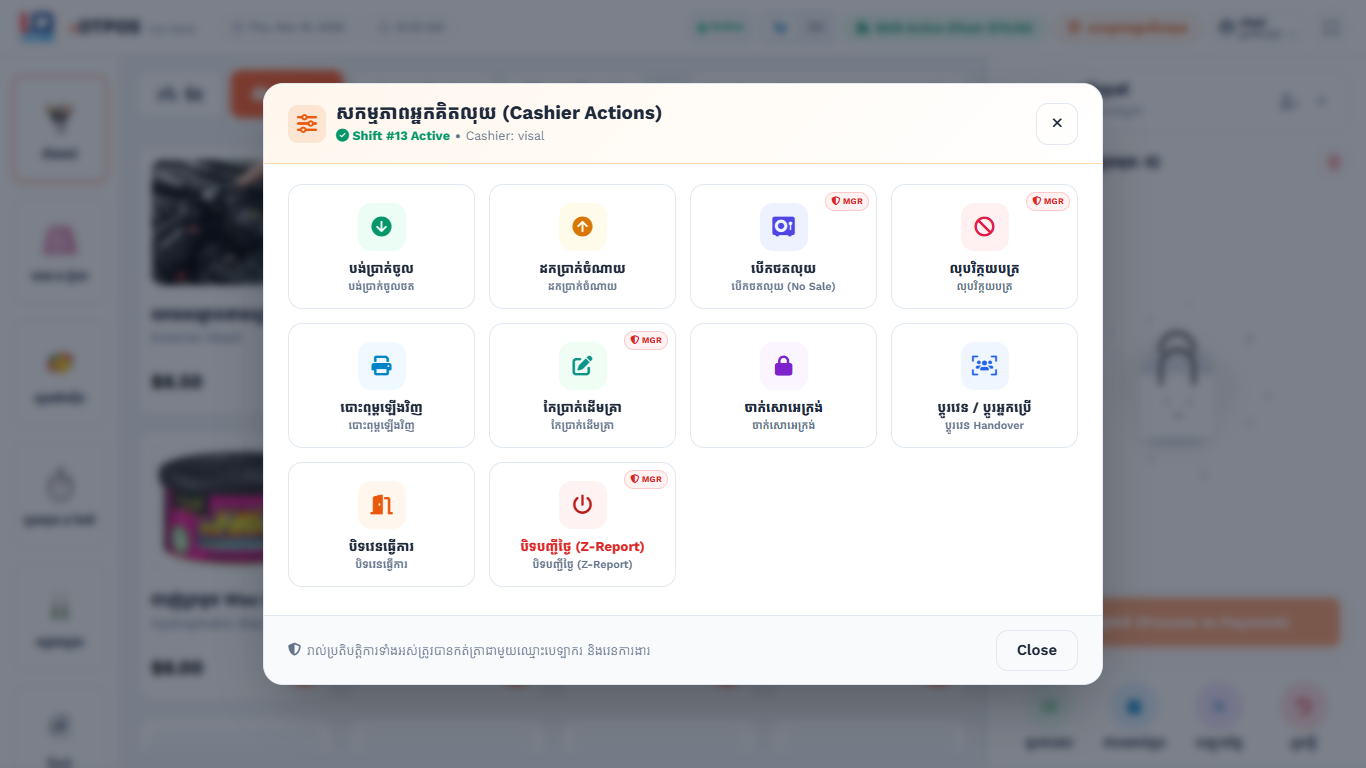 សកម្មភាពអ្នកគិតលុយ (Cashier Actions)
Shift #13 Active • Cashier: visal
បង់ប្រាក់ចូល
បង់ប្រាក់ចូលថត
ដកប្រាក់ចំណាយ
ដកប្រាក់ចំណាយ
MGR
បើកថតលុយ
បើកថតលុយ (No Sale)
MGR
លុបវិក្កយបត្រ
លុបវិក្កយបត្រ
បោះពុម្ពឡើងវិញ
បោះពុម្ពឡើងវិញ
MGR
កែប្រាក់ដើមគ្រា
កែប្រាក់ដើមគ្រា
ចាក់សោអេក្រង់
ចាក់សោអេក្រង់
ប្តូរវេន / ប្តូរអ្នកប្រើ
ប្តូរវេន Handover
បិទវេនធ្វើការ
បិទវេនធ្វើការ
MGR
បិទបញ្ជីថ្ងៃ (Z-Report)
បិទបញ្ជីថ្ងៃ (Z-Report)
រាល់ប្រតិបត្តិការទាំងអស់ត្រូវបានកត់ត្រាជាមួយឈ្មោះបេឡាករ និងវេនការងារ
Close